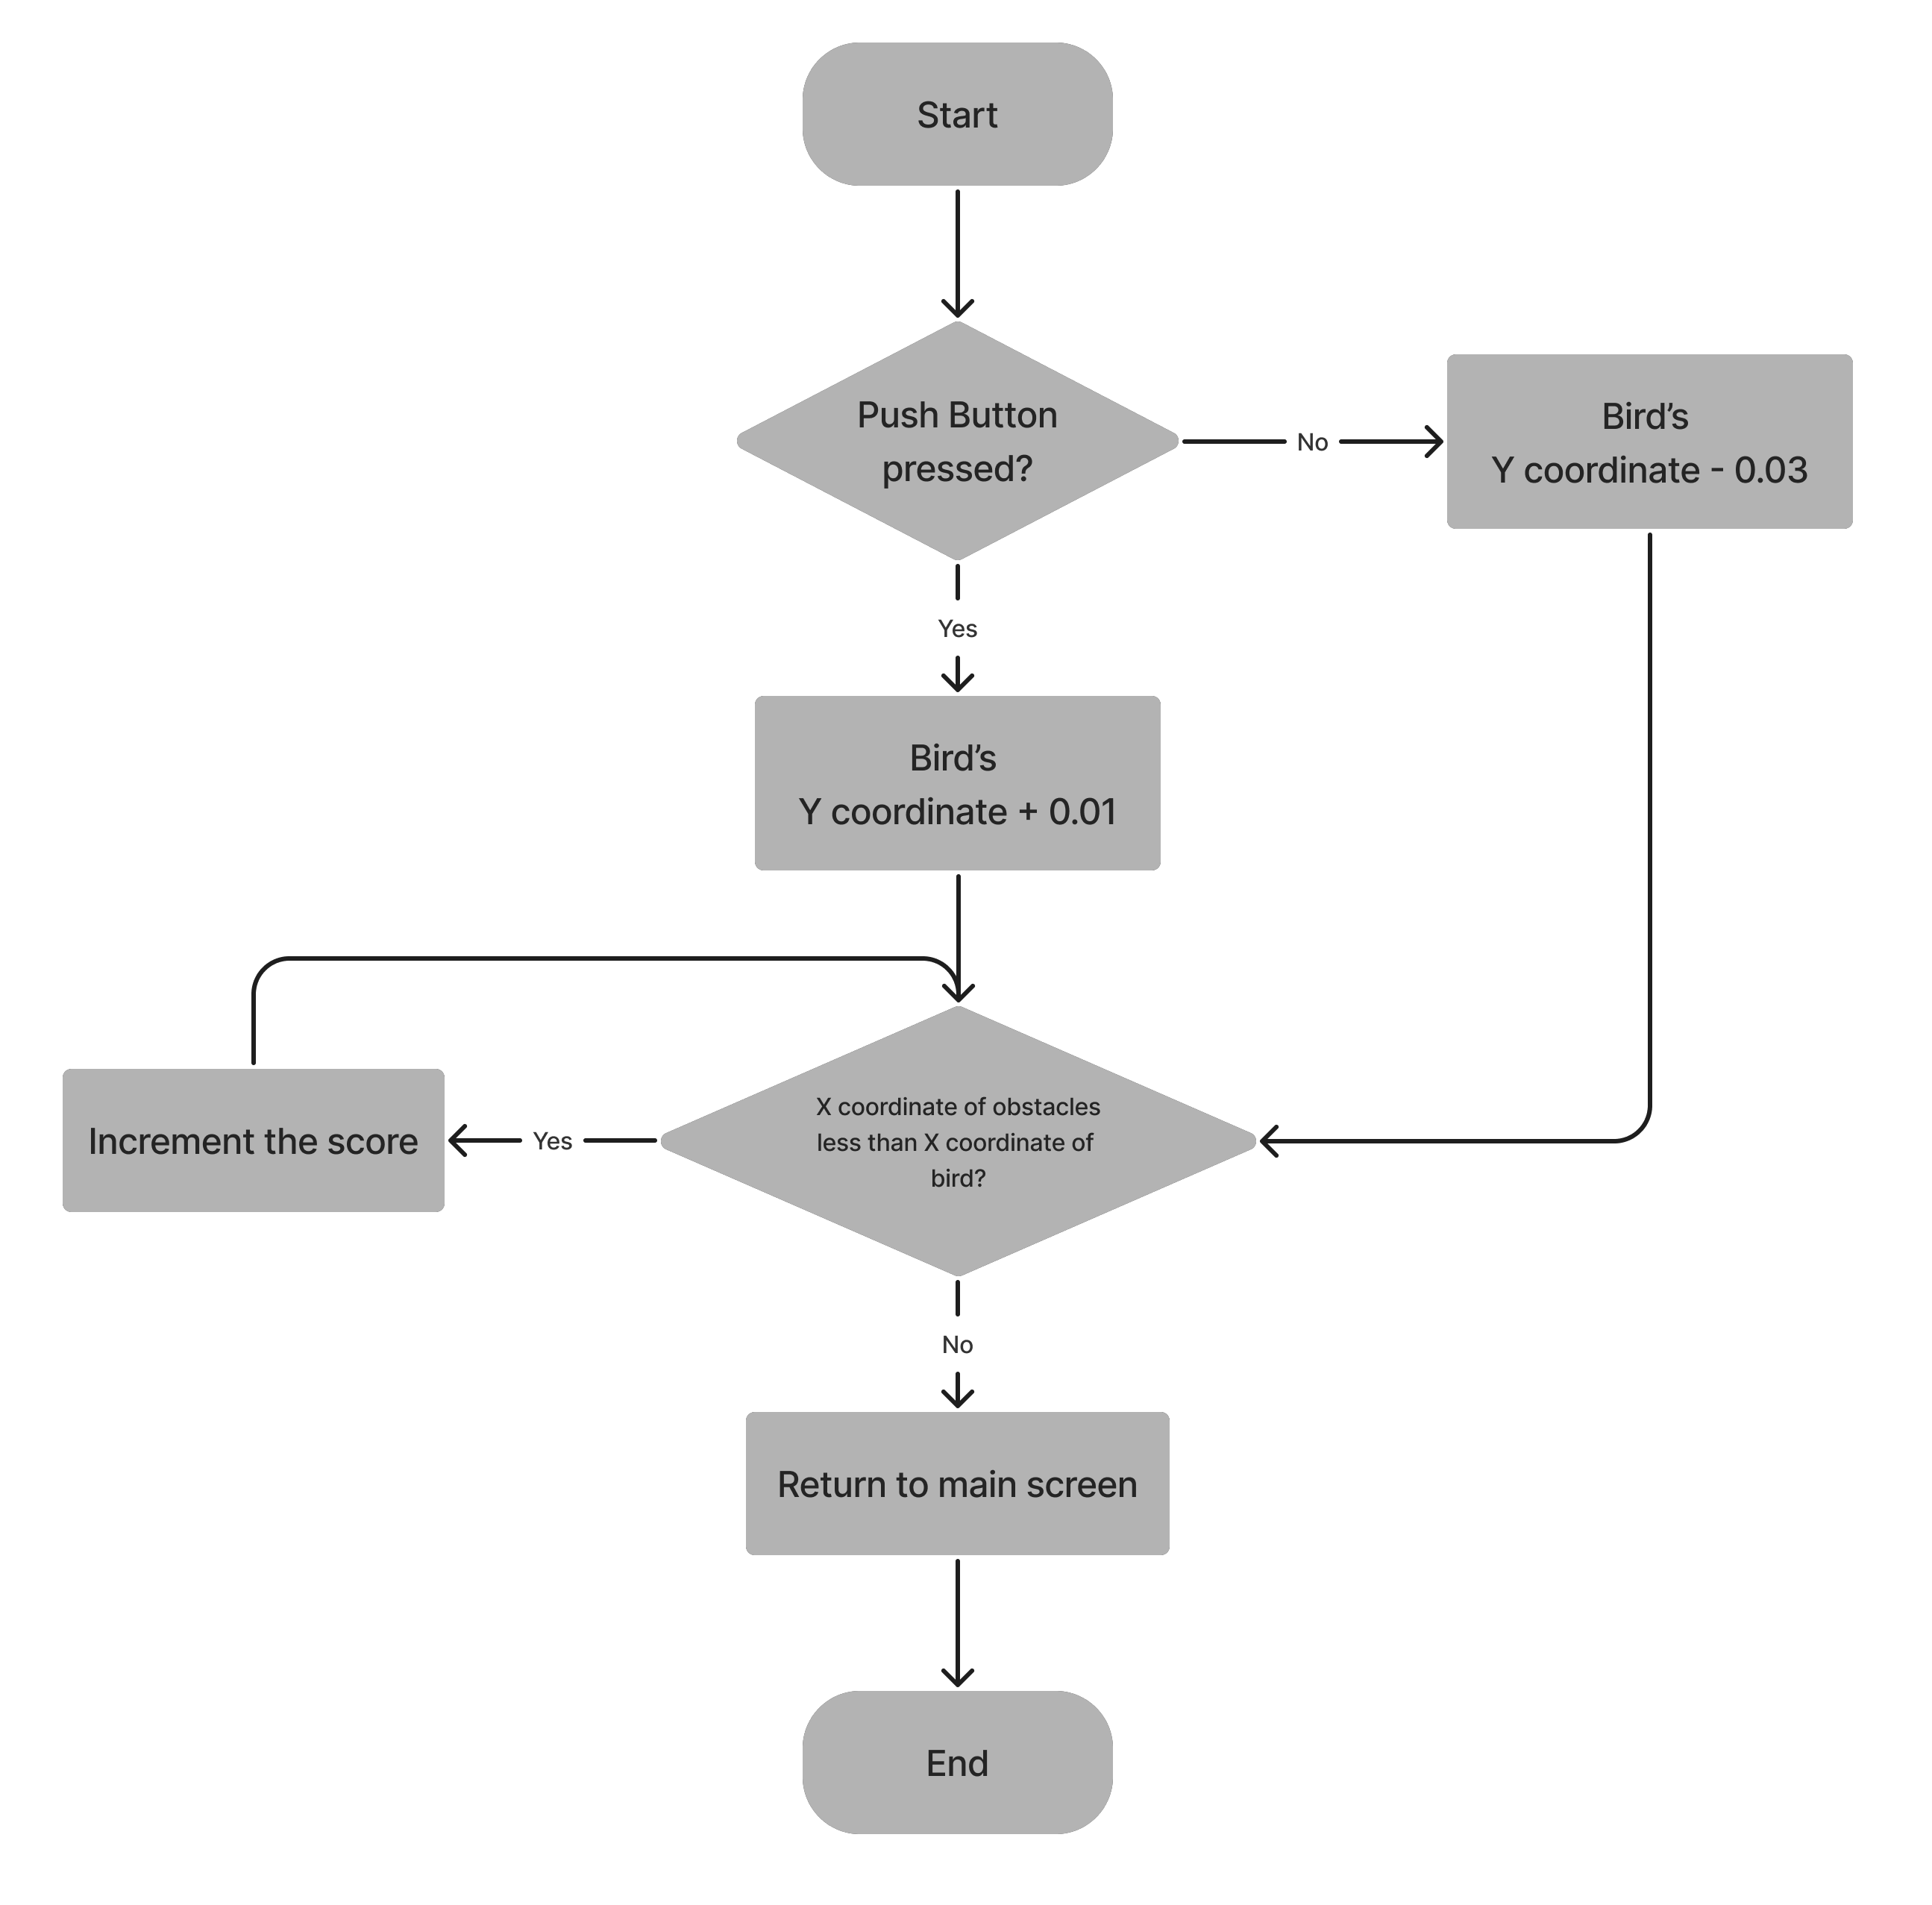 Start
Push Button
pressed?
No
Bird’s
Y coordinate - 0.03
Yes
Bird’s
Y coordinate + 0.01
Increment the score
Yes
X coordinate of obstacles
less than X coordinate of
bird?
No
Return to main screen
End